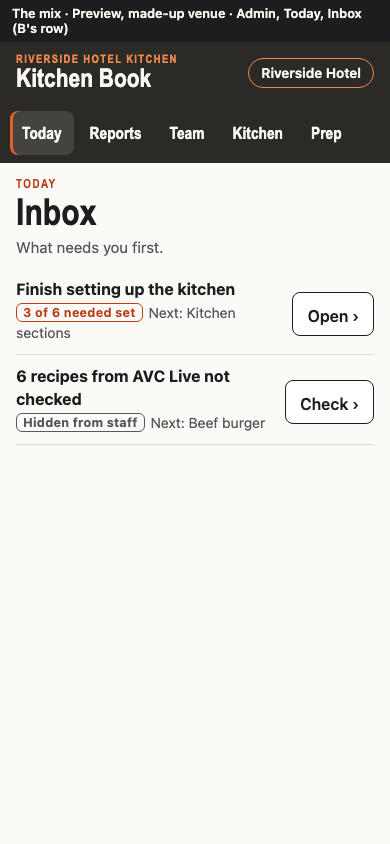 The mix · Preview, made-up venue · Admin, Today, Inbox
(B's row)
RIVERSIDE HOTEL KITCHEN
Kitchen Book
Riverside Hotel
Today
Reports
Team
Kitchen
Prep
TODAY
Inbox
What needs you first.
Finish setting up the kitchen
3 of 6 needed set Next: Kitchen
sections
Open ›
6 recipes from AVC Live not
checked
Hidden from staff Next: Beef burger
Check ›